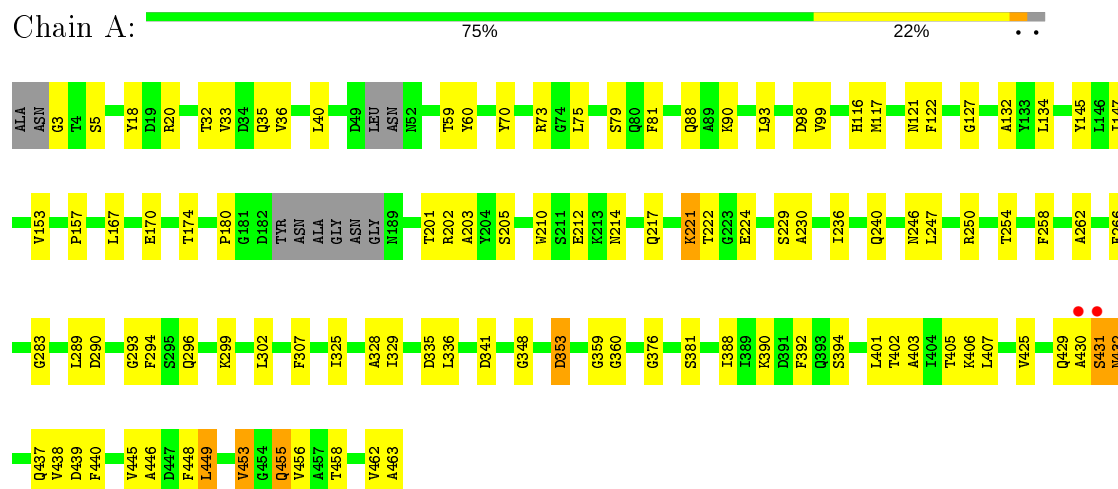 Chain A:
75% 22% • •
ALA ASN G3 T4 S5 Y18 D19 R20 T32 V33 D34 Q35 V36 L40 D49 LEU ASN N52 T59 Y60 Y70 R73 G74 L75 S79 Q80 F81 Q88 A89 K90 L93 D98 V99 H116 M117 N121 F122 G127 A132 Y133 L134 Y145 L146
V153 P157 L167 E170 T174 P180 G181 D182 TYR ASN ALA GLY ASN GLY N189 T201 R202 A203 Y204 S205 W210 S211 E212 K213 N214 Q217 K221 T222 G223 E224 S229 A230 I236 Q240 N246 L247 R250 T254 F258 A262
G283 L289 D290 G293 F294 S295 Q296 K299 L302 F307 I325 A328 I329 D335 L336 D341 G348 D353 G359 G360 G376 S381 I388 I389 K390 D391 F392 Q393 S394 L401 T402 A403 I404 T405 K406 L407 V425 Q429 A430 S431
Q437 V438 D439 F440 V445 A446 D447 F448 L449 V453 G454 Q455 V456 A457 T458 V462 A463